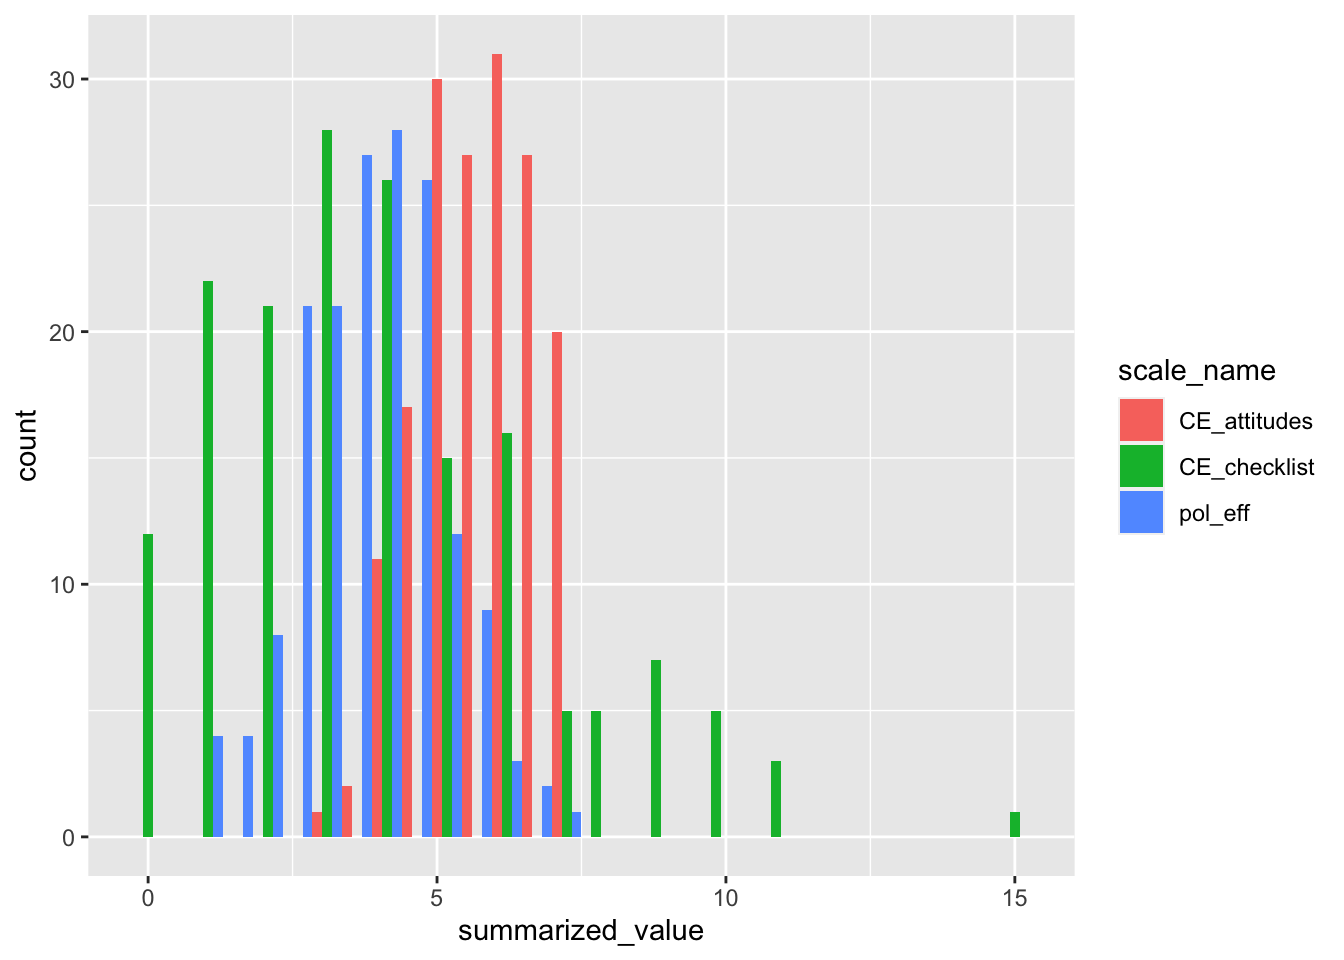 30
20
10
0
count
0 5 10 15
summarized_value
scale_name
CE_attitudes
CE_checklist
pol_eff